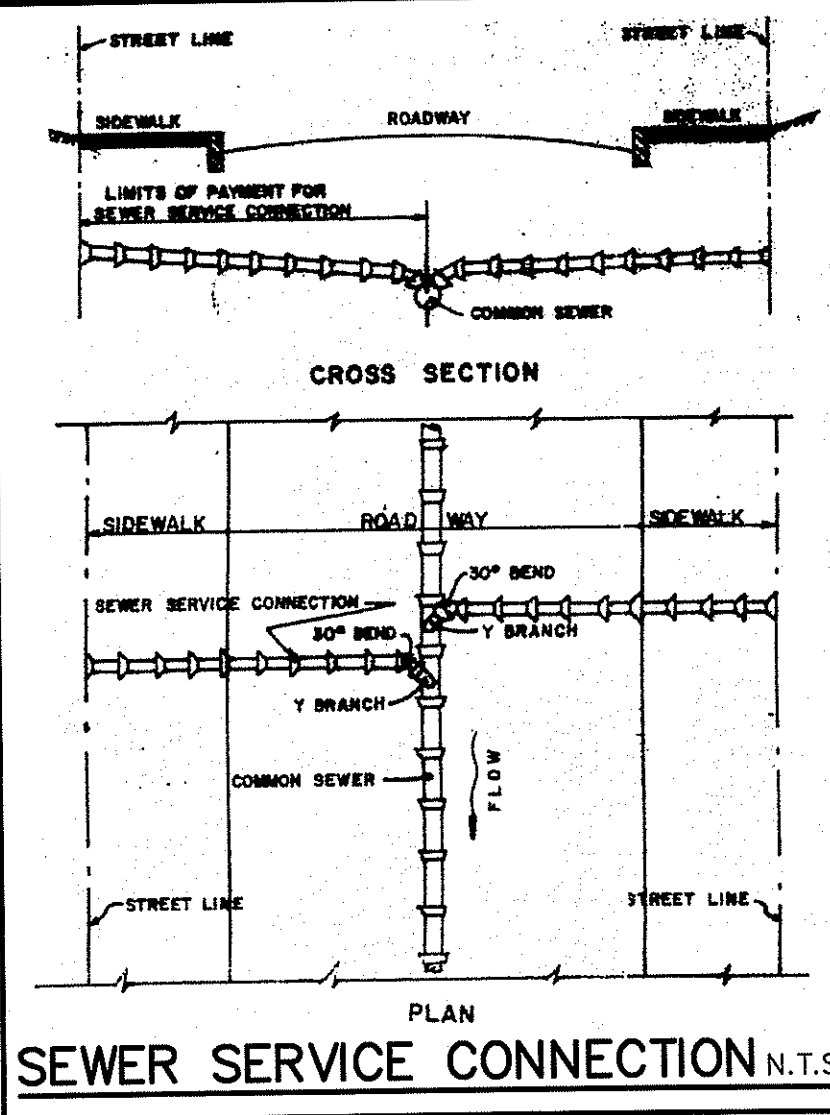 STREET LINE
STREET LINE
SIDEWALK
ROADWAY
SIDEWALK
LIMITS OF PAYMENT FOR
SEWER SERVICE CONNECTION
COMMON SEWER
CROSS SECTION
SIDEWALK
ROAD WAY
SIDEWALK
30° BEND
SEWER SERVICE CONNECTION
30° BEND
Y BRANCH
Y BRANCH
FLOW
COMMON SEWER
STREET LINE
STREET LINE
PLAN
SEWER SERVICE CONNECTION N.T.S